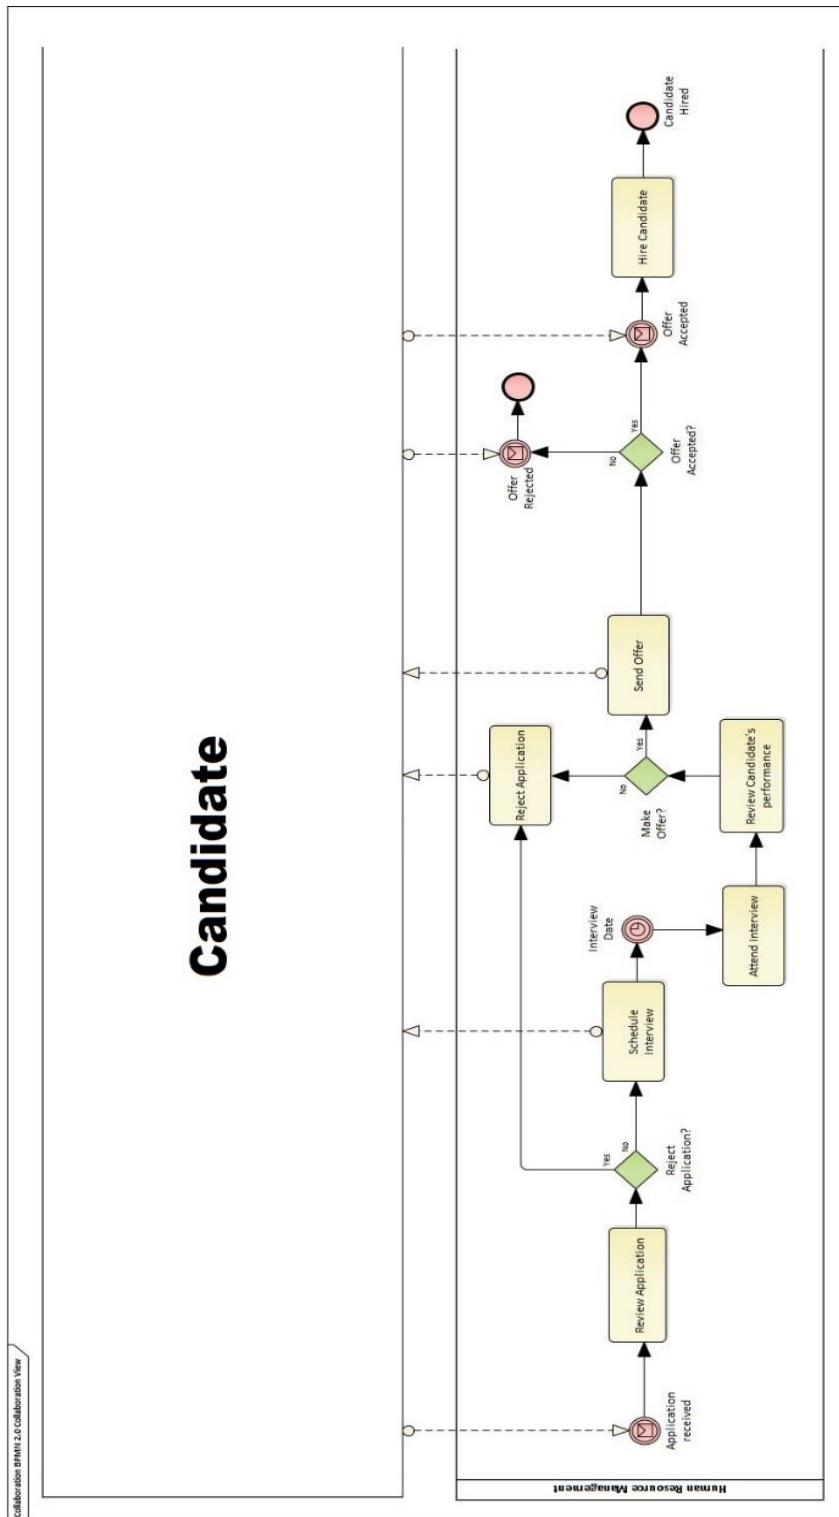 Collaboration BPMN 2.0 Collaboration View
Candidate
Human Resource Management
Application
received
Review Application
Reject
Application?
Yes
No
Schedule
Interview
Interview
Date
Attend Interview
Review Candidate's
performance
Make
Offer?
No
Yes
Reject Application
Send Offer
Offer
Accepted?
No
Yes
Offer
Rejected
Offer
Accepted
Hire Candidate
Candidate
Hired